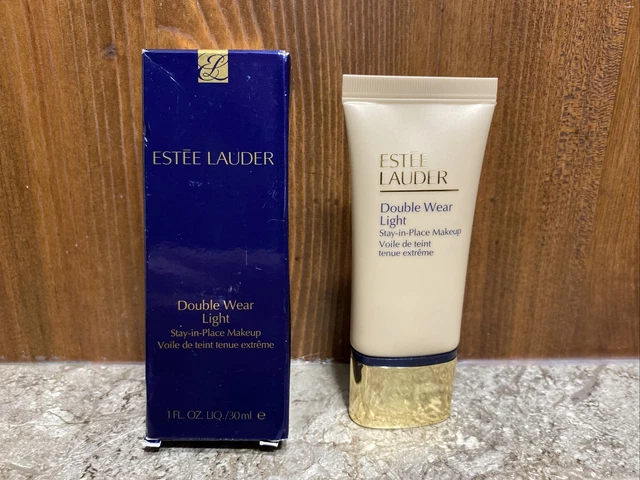 EL
ESTĒE LAUDER
Double Wear
Light
Stay-in-Place Makeup
Voile de teint tenue extrême
1 FL. OZ. LIQ./30ml e
ESTĒE
LAUDER
Double Wear
Light
Stay-in-Place Makeup
Voile de teint
tenue extrême